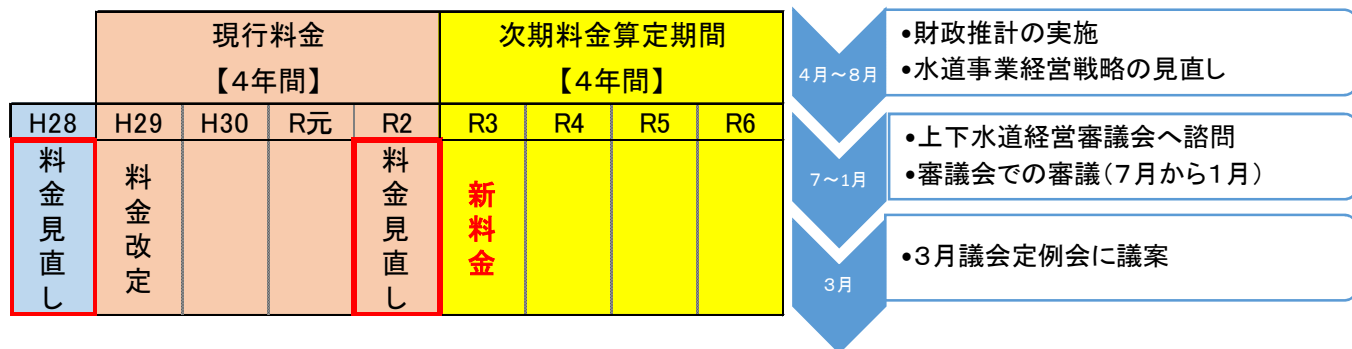 現行料金
【4年間】
次期料金算定期間
【4年間】
H28 H29 H30 R元 R2 R3 R4 R5 R6
料金見直し
料金改定
料金見直し
新料金
4月～8月
•財政推計の実施
•水道事業経営戦略の見直し
7～1月
•上下水道経営審議会へ諮問
•審議会での審議(7月から1月)
3月
•3月議会定例会に議案